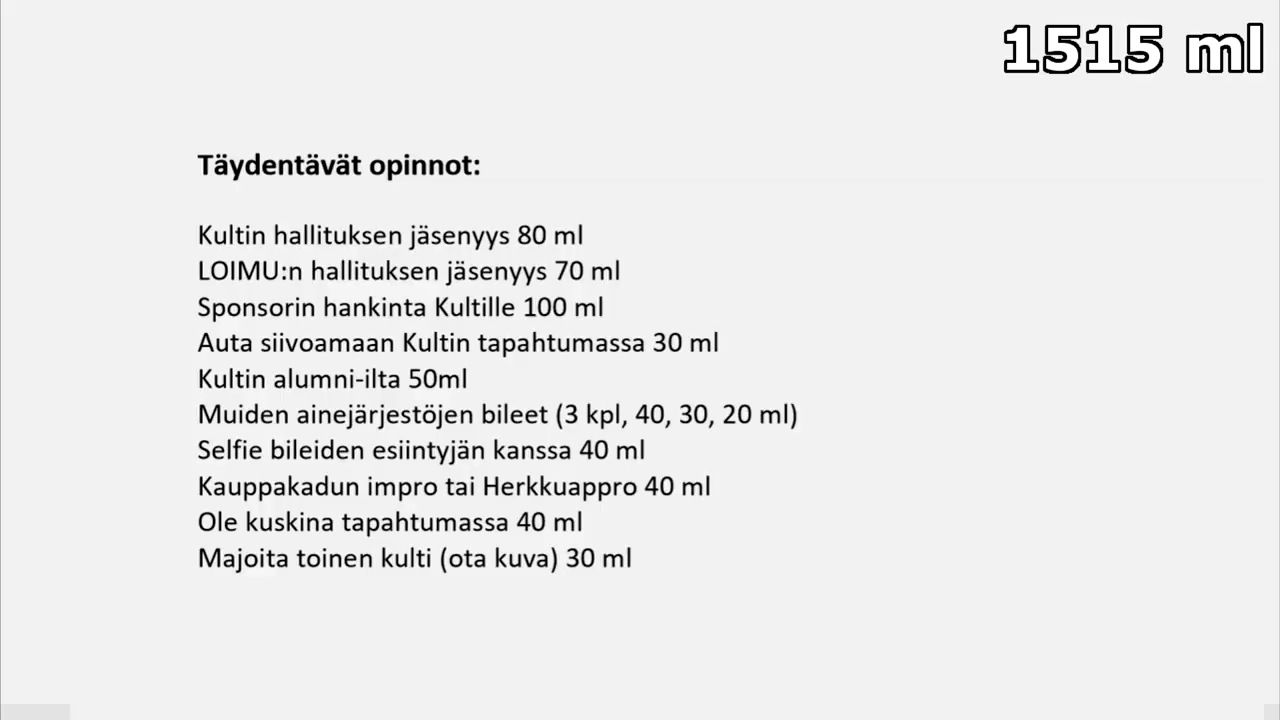 1515 ml
Täydentävät opinnot:
Kultin hallituksen jäsenyys 80 ml
LOIMU:n hallituksen jäsenyys 70 ml
Sponsorin hankinta Kultille 100 ml
Auta siivoamaan Kultin tapahtumassa 30 ml
Kultin alumni-ilta 50ml
Muiden ainejärjestöjen bileet (3 kpl, 40, 30, 20 ml)
Selfie bileiden esiintyjän kanssa 40 ml
Kauppakadun impro tai Herkkuappro 40 ml
Ole kuskina tapahtumassa 40 ml
Majoita toinen kulti (ota kuva) 30 ml